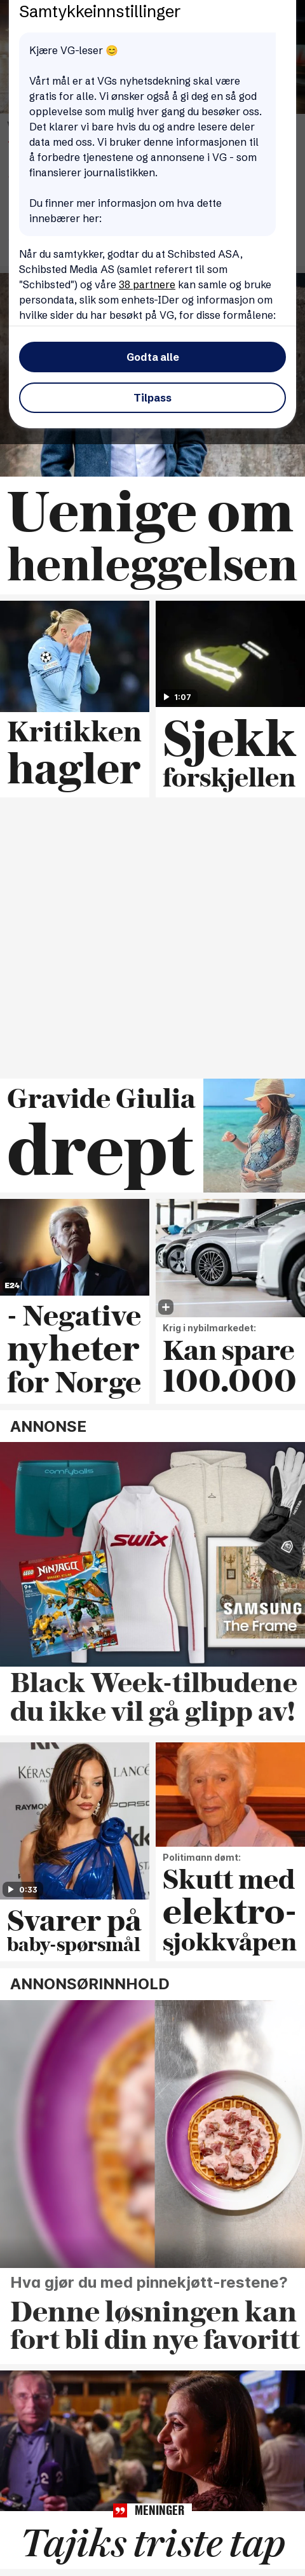 Samtykkeinnstillinger
Kjære VG-leser 😊
Vårt mål er at VGs nyhetsdekning skal være
gratis for alle. Vi ønsker også å gi deg en så god
opplevelse som mulig hver gang du besøker oss.
Det klarer vi bare hvis du og andre lesere deler
data med oss. Vi bruker denne informasjonen til
å forbedre tjenestene og annonsene i VG - som
finansierer journalistikken.
Du finner mer informasjon om hva dette
innebærer her:
Når du samtykker, godtar du at Schibsted ASA,
Schibsted Media AS (samlet referert til som
"Schibsted") og våre 38 partnere kan samle og bruke
persondata, slik som enhets-IDer og informasjon om
hvilke sider du har besøkt på VG, for disse formålene:
Godta alle
Tilpass
Uenige om
henleggelsen
Kritikken
hagler
1:07
Sjekk
forskjellen
Gravide Giulia
drept
E24
- Negative
nyheter
for Norge
Krig i nybilmarkedet:
Kan spare
100.000
ANNONSE
comfyballs
swix
NINJAGO
SAMSUNG
The Frame
Black Week-tilbudene
du ikke vil gå glipp av!
KÉRAST
LANCÔ
RAYMON
PORSC
0:33
Svarer på
baby-spørsmål
Politimann dømt:
Skutt med
elektro-
sjokkvåpen
ANNONSØRINNHOLD
Hva gjør du med pinnekjøtt-restene?
Denne løsningen kan
fort bli din nye favoritt
MENINGER
Tajiks triste tap